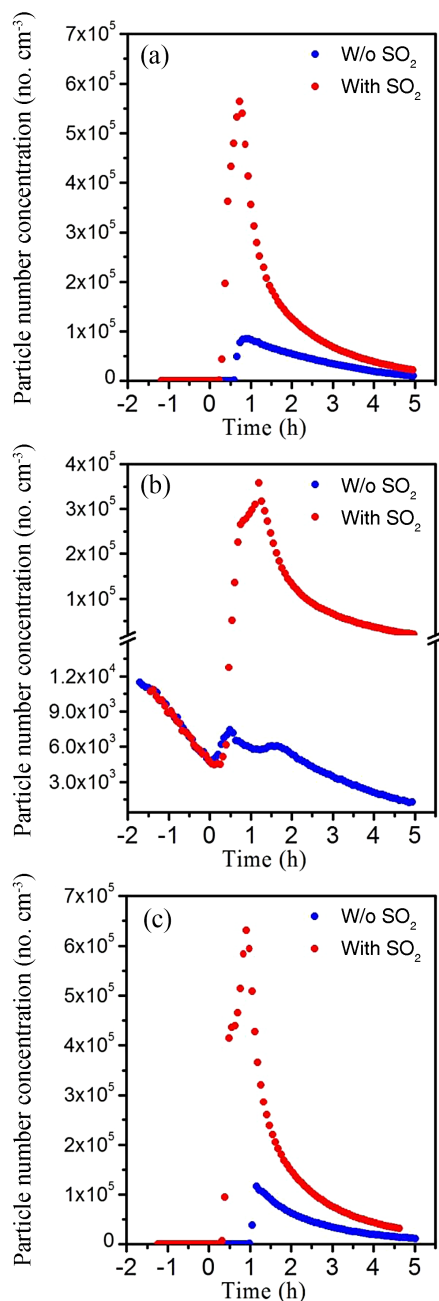 (a)
W/o SO₂
With SO₂
Particle number concentration (no. cm⁻³)
7x10⁵
6x10⁵
5x10⁵
4x10⁵
3x10⁵
2x10⁵
1x10⁵
0
-2 -1 0 1 2 3 4 5
Time (h)
(b)
W/o SO₂
With SO₂
Particle number concentration (no. cm⁻³)
4x10⁵
3x10⁵
2x10⁵
1x10⁵
1.2x10⁴
9.0x10³
6.0x10³
3.0x10³
-2 -1 0 1 2 3 4 5
Time (h)
(c)
W/o SO₂
With SO₂
Particle number concentration (no. cm⁻³)
7x10⁵
6x10⁵
5x10⁵
4x10⁵
3x10⁵
2x10⁵
1x10⁵
0
-2 -1 0 1 2 3 4 5
Time (h)